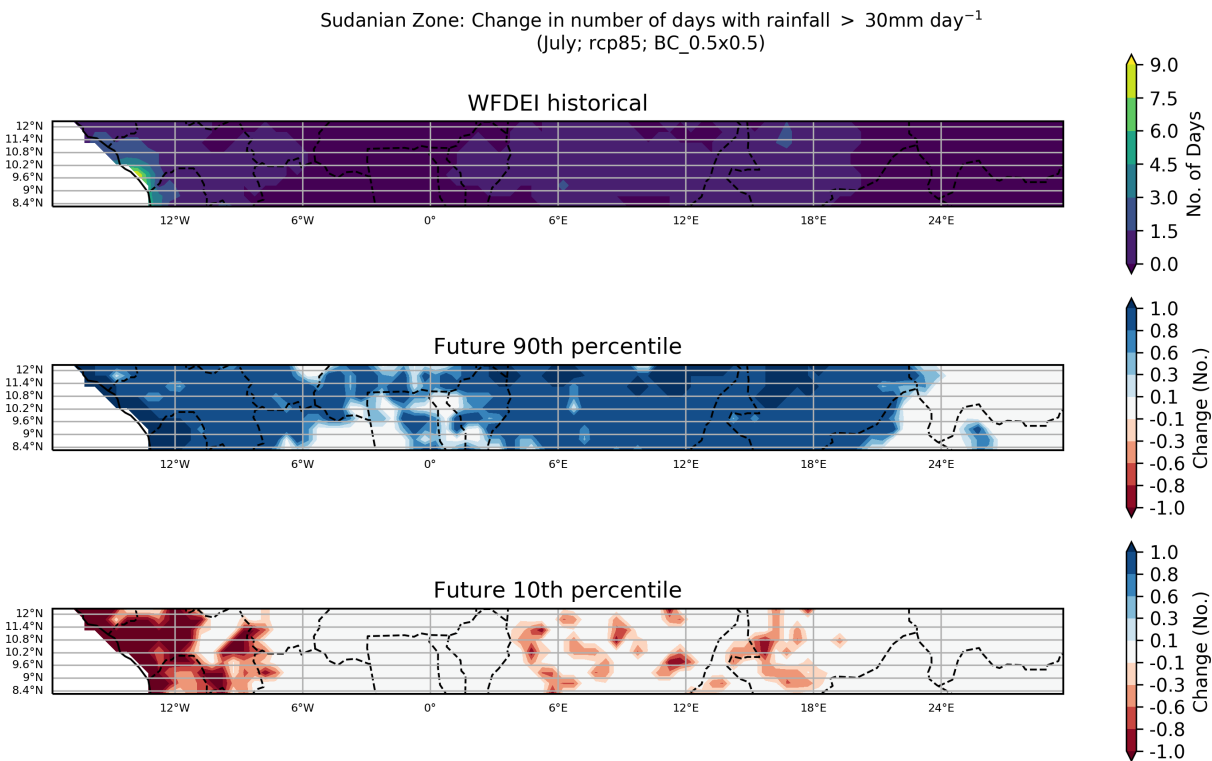 Sudanian Zone: Change in number of days with rainfall > 30mm day⁻¹
(July; rcp85; BC_0.5x0.5)
WFDEI historical
12°N
11.4°N
10.8°N
10.2°N
9.6°N
9°N
8.4°N
12°W 6°W 0° 6°E 12°E 18°E 24°E
9.0
7.5
6.0
4.5
3.0
1.5
0.0
No. of Days
Future 90th percentile
12°N
11.4°N
10.8°N
10.2°N
9.6°N
9°N
8.4°N
12°W 6°W 0° 6°E 12°E 18°E 24°E
1.0
0.8
0.6
0.3
0.1
-0.1
-0.3
-0.6
-0.8
-1.0
Change (No.)
Future 10th percentile
12°N
11.4°N
10.8°N
10.2°N
9.6°N
9°N
8.4°N
12°W 6°W 0° 6°E 12°E 18°E 24°E
1.0
0.8
0.6
0.3
0.1
-0.1
-0.3
-0.6
-0.8
-1.0
Change (No.)